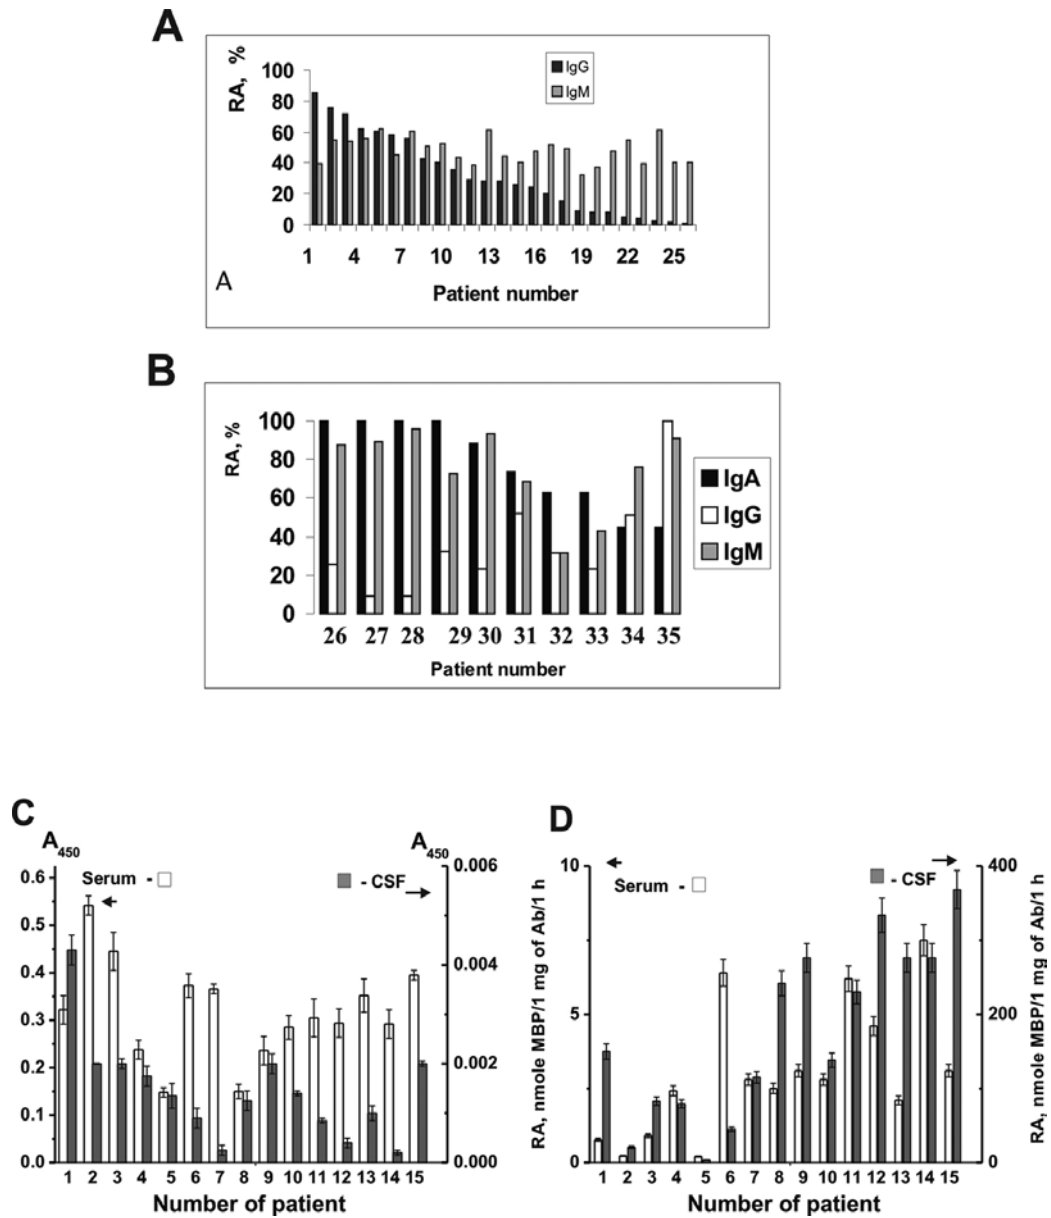 A
RA, %
IgG
IgM
100
80
60
40
20
0
1 4 7 10 13 16 19 22 25
A
Patient number
B
RA, %
100
80
60
40
20
0
IgA
IgG
IgM
26 27 28 29 30 31 32 33 34 35
Patient number
C
A450
A450
Serum -
- CSF
0.6
0.5
0.4
0.3
0.2
0.1
0.0
0.006
0.004
0.002
0.000
1 2 3 4 5 6 7 8 9 10 11 12 13 14 15
Number of patient
D
RA, nmole MBP/1 mg of Ab/1 h
10
5
0
Serum -
- CSF
400
200
0
RA, nmole MBP/1 mg of Ab/1 h
1 2 3 4 5 6 7 8 9 10 11 12 13 14 15
Number of patient